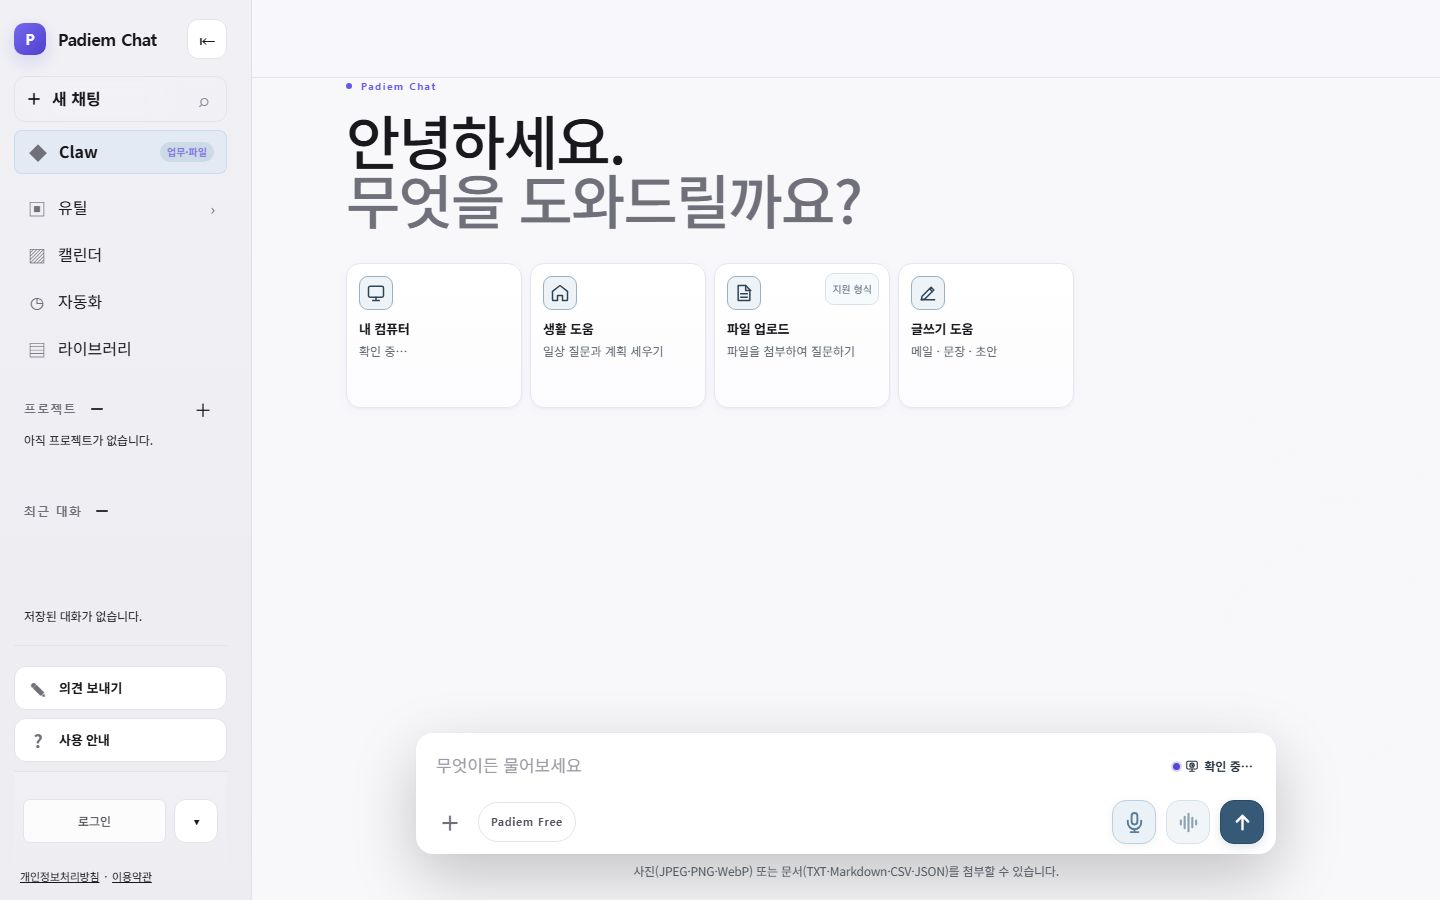 P Padiem Chat
+ 새 채팅
Claw 업무·파일
유틸
캘린더
자동화
라이브러리
프로젝트
아직 프로젝트가 없습니다.
최근 대화
저장된 대화가 없습니다.
의견 보내기
? 사용 안내
로그인
개인정보처리방침 · 이용약관
Padiem Chat
안녕하세요.
무엇을 도와드릴까요?
내 컴퓨터
확인 중…
생활 도움
일상 질문과 계획 세우기
지원 형식
파일 업로드
파일을 첨부하여 질문하기
글쓰기 도움
메일 · 문장 · 초안
무엇이든 물어보세요
확인 중…
Padiem Free
사진(JPEG·PNG·WebP) 또는 문서(TXT·Markdown·CSV·JSON)를 첨부할 수 있습니다.